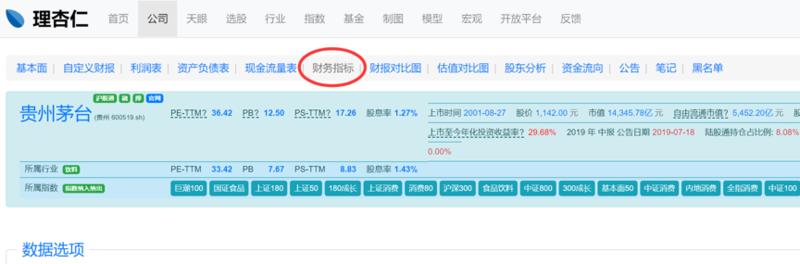 理杏仁 首页 公司 天眼 选股 行业 指数 基金 制图 模型 宏观 开放平台 反馈
基本面 | 自定义财报 | 利润表 | 资产负债表 | 现金流量表 | 财务指标 | 财报对比图 | 估值对比图 | 股东分析 | 资金流向 | 公告 | 笔记 | 黑名单
沪股通 融 官网
贵州茅台 (贵州 600519 sh) PE-TTM? 36.42 PB? 12.50 PS-TTM? 17.26 股息率 1.27% 上市时间 2001-08-27 股价 1,142.00 元 市值 14,345.78亿 元 自由流通市值? 5,452.20亿 元
上市至今年化投资收益率? 29.68% 2019 年 中报 公告日期 2019-07-18 陆股通持仓占比例: 8.08%
0.00%
所属行业 饮料 PE-TTM 33.42 PB 7.67 PS-TTM 8.83 股息率 1.43%
所属指数 指数纳入纳出 巨潮100 国证食品 上证180 上证50 180成长 上证消费 消费80 沪深300 食品饮料 中证800 300成长 基本面50 中证消费 内地消费 全指消费 中证100
数据选项